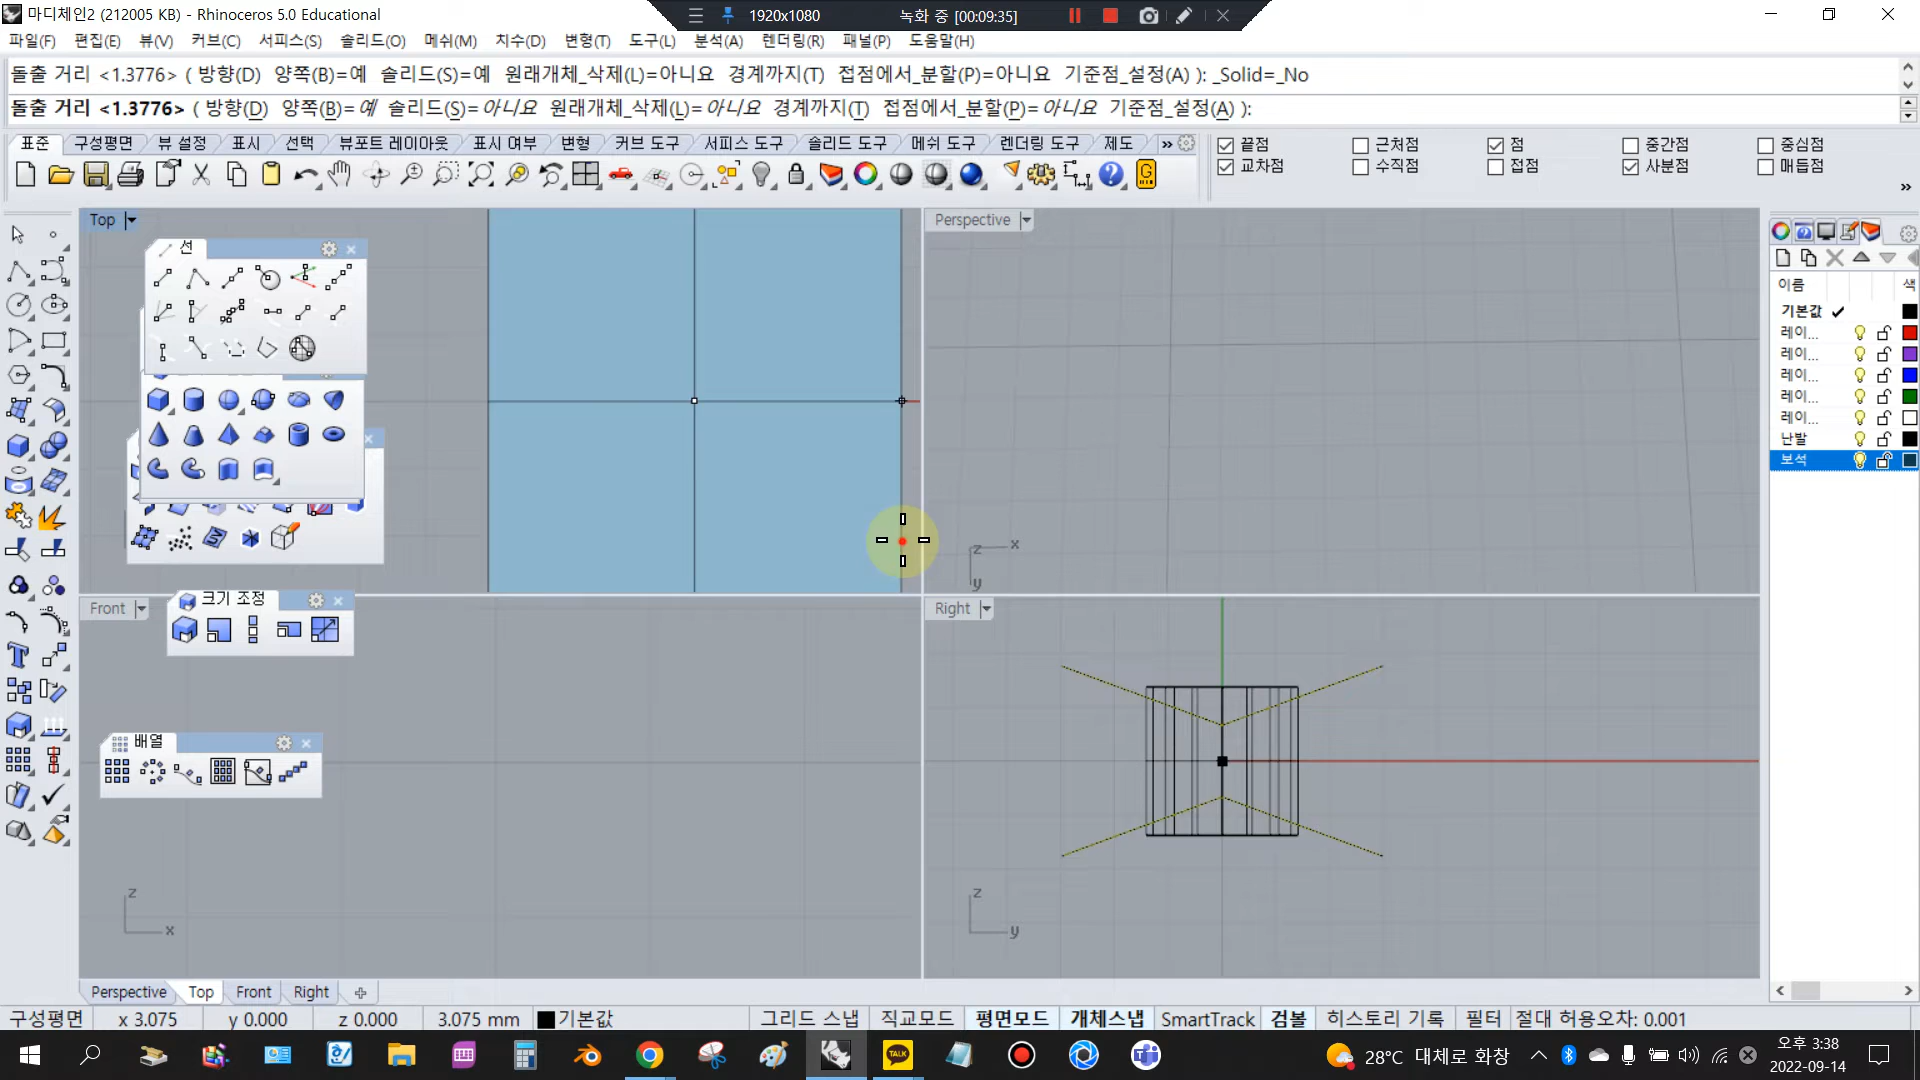 마디체인2 (212005 KB) - Rhinoceros 5.0 Educational
1920x1080
녹화 중 [00:09:35]
파일(F) 편집(E) 뷰(V) 커브(C) 서피스(S) 솔리드(O) 메쉬(M) 치수(D) 변형(T) 도구(L) 분석(A) 렌더링(R) 패널(P) 도움말(H)
돌출 거리 <1.3776> ( 방향(D) 양쪽(B)=예 솔리드(S)=예 원래개체_삭제(L)=아니요 경계까지(T) 접점에서_분할(P)=아니요 기준점_설정(A) ): _Solid=_No
돌출 거리 <1.3776> ( 방향(D) 양쪽(B)=예 솔리드(S)=아니요 원래개체_삭제(L)=아니요 경계까지(T) 접점에서_분할(P)=아니요 기준점_설정(A) ):
표준 구성평면 뷰 설정 표시 선택 뷰포트 레이아웃 표시 여부 변형 커브 도구 서피스 도구 솔리드 도구 메쉬 도구 렌더링 도구 제도 »
끝점 근처점 점 중간점 중심점
교차점 수직점 접점 사분점 매듭점
»
Top
Perspective
선
이름 색
기본값
레이...
레이...
레이...
레이...
레이...
난발
보석
z x
y
Front
크기 조정
Right
배열
z
x
z
y
Perspective Top Front Right
구성평면 x 3.075 y 0.000 z 0.000 3.075 mm 기본값 그리드 스냅 직교모드 평면모드 개체스냅 SmartTrack 검볼 히스토리 기록 필터 절대 허용오차: 0.001
TALK
28°C 대체로 화창
오후 3:38
2022-09-14